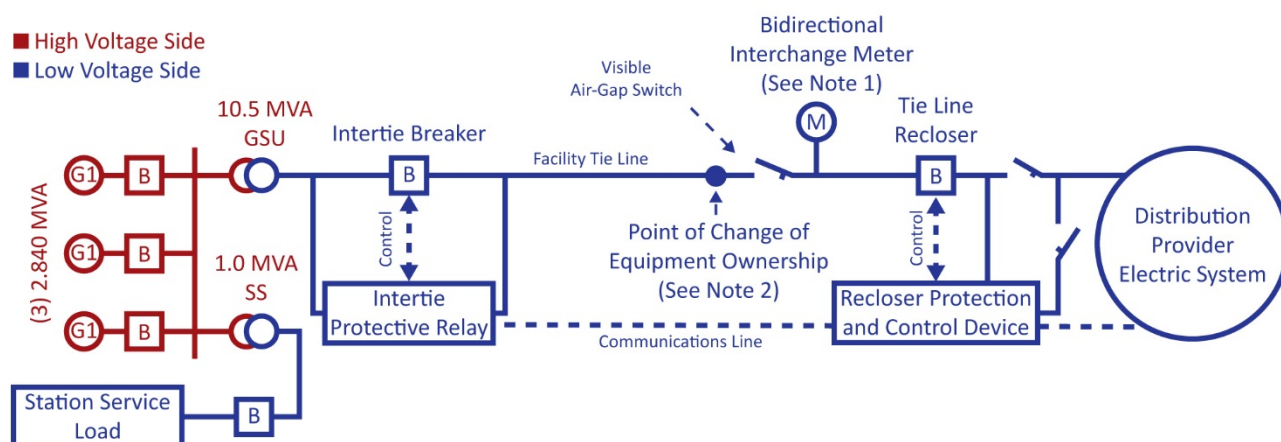 High Voltage Side
Low Voltage Side
10.5 MVA
GSU
Intertie Breaker
Visible
Air-Gap Switch
Bidirectional
Interchange Meter
(See Note 1)
Tie Line
Recloser
M
Facility Tie Line
G1
B
B
B
G1
B
(3) 2.840 MVA
1.0 MVA
SS
G1
B
Control
Intertie
Protective Relay
Point of Change of
Equipment Ownership
(See Note 2)
Control
Recloser Protection
and Control Device
Distribution
Provider
Electric System
Communications Line
Station Service
Load
B